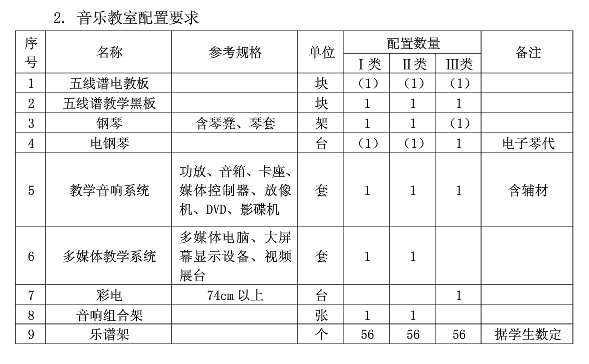 2. 音乐教室配置要求
序号 名称 参考规格 单位 配置数量 备注
Ⅰ类 Ⅱ类 Ⅲ类
1 五线谱电教板 块 (1) (1) (1)
2 五线谱教学黑板 块 1 1 1
3 钢琴 含琴凳、琴套 架 1 1 (1)
4 电钢琴 台 (1) (1) 1 电子琴代
5 教学音响系统 功放、音箱、卡座、
媒体控制器、放像
机、DVD、影碟机 套 1 1 1 含辅材
6 多媒体教学系统 多媒体电脑、大屏
幕显示设备、视频
展台 套 1 1
7 彩电 74cm 以上 台 1
8 音响组合架 张 1 1
9 乐谱架 个 56 56 56 据学生数定